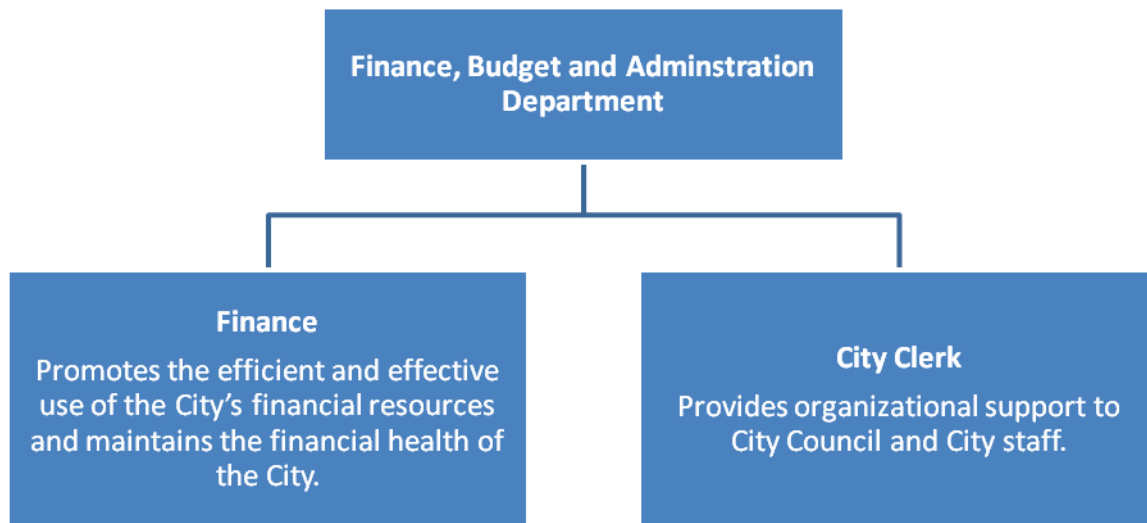 Finance, Budget and Adminstration
Department
Finance
Promotes the efficient and effective
use of the City’s financial resources
and maintains the financial health of
the City.
City Clerk
Provides organizational support to
City Council and City staff.